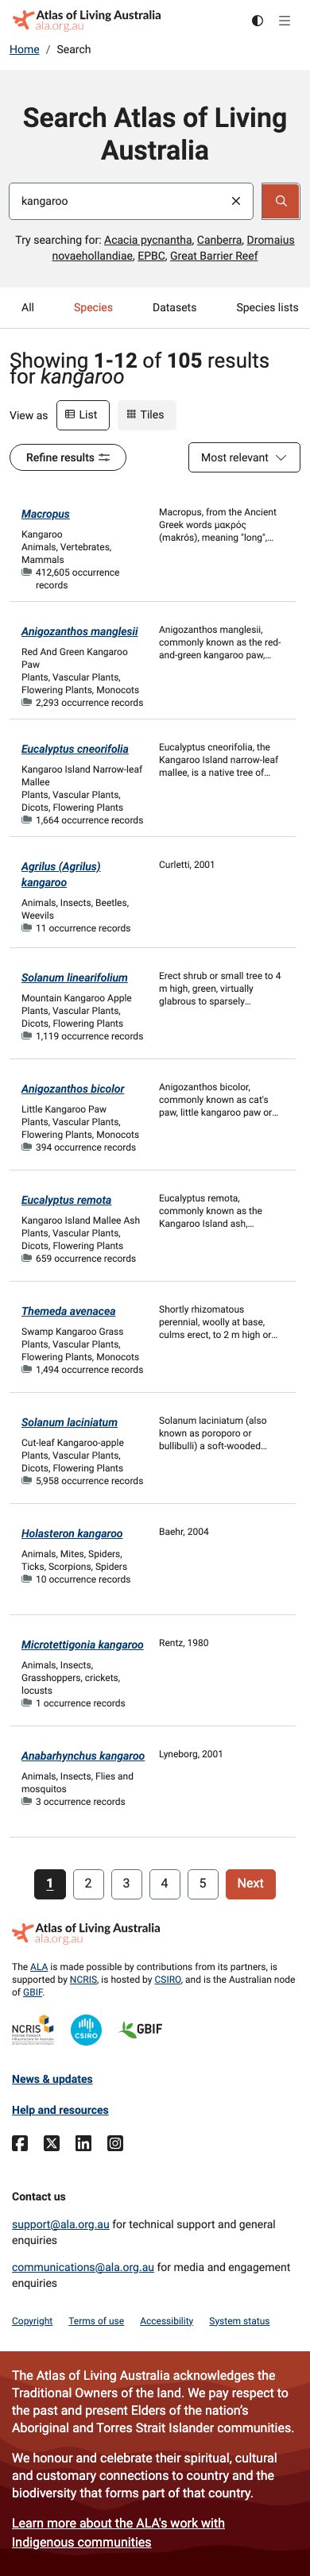 Atlas of Living Australia
ala.org.au
Home / Search
Search Atlas of Living
Australia
kangaroo
Try searching for: Acacia pycnantha, Canberra, Dromaius
novaehollandiae, EPBC, Great Barrier Reef
All Species Datasets Species lists
Showing 1-12 of 105 results
for kangaroo
View as List Tiles
Refine results Most relevant
Macropus
Kangaroo
Animals, Vertebrates,
Mammals
412,605 occurrence
records
Macropus, from the Ancient
Greek words μακρός
(makrós), meaning "long",...
Anigozanthos manglesii
Red And Green Kangaroo
Paw
Plants, Vascular Plants,
Flowering Plants, Monocots
2,293 occurrence records
Anigozanthos manglesii,
commonly known as the red-
and-green kangaroo paw,...
Eucalyptus cneorifolia
Kangaroo Island Narrow-leaf
Mallee
Plants, Vascular Plants,
Dicots, Flowering Plants
1,664 occurrence records
Eucalyptus cneorifolia, the
Kangaroo Island narrow-leaf
mallee, is a native tree of...
Agrilus (Agrilus)
kangaroo
Animals, Insects, Beetles,
Weevils
11 occurrence records
Curletti, 2001
Solanum linearifolium
Mountain Kangaroo Apple
Plants, Vascular Plants,
Dicots, Flowering Plants
1,119 occurrence records
Erect shrub or small tree to 4
m high, green, virtually
glabrous to sparsely...
Anigozanthos bicolor
Little Kangaroo Paw
Plants, Vascular Plants,
Flowering Plants, Monocots
394 occurrence records
Anigozanthos bicolor,
commonly known as cat's
paw, little kangaroo paw or...
Eucalyptus remota
Kangaroo Island Mallee Ash
Plants, Vascular Plants,
Dicots, Flowering Plants
659 occurrence records
Eucalyptus remota,
commonly known as the
Kangaroo Island ash,...
Themeda avenacea
Swamp Kangaroo Grass
Plants, Vascular Plants,
Flowering Plants, Monocots
1,494 occurrence records
Shortly rhizomatous
perennial, woolly at base,
culms erect, to 2 m high or...
Solanum laciniatum
Cut-leaf Kangaroo-apple
Plants, Vascular Plants,
Dicots, Flowering Plants
5,958 occurrence records
Solanum laciniatum (also
known as poroporo or
bullibulli) a soft-wooded...
Holasteron kangaroo
Animals, Mites, Spiders,
Ticks, Scorpions, Spiders
10 occurrence records
Baehr, 2004
Microtettigonia kangaroo
Animals, Insects,
Grasshoppers, crickets,
locusts
1 occurrence records
Rentz, 1980
Anabarhynchus kangaroo
Animals, Insects, Flies and
mosquitos
3 occurrence records
Lyneborg, 2001
1 2 3 4 5 Next
Atlas of Living Australia
ala.org.au
The ALA is made possible by contributions from its partners, is
supported by NCRIS, is hosted by CSIRO, and is the Australian node
of GBIF.
NCRIS
CSIRO
GBIF
News & updates
Help and resources
Contact us
support@ala.org.au for technical support and general
enquiries
communications@ala.org.au for media and engagement
enquiries
Copyright Terms of use Accessibility System status
The Atlas of Living Australia acknowledges the
Traditional Owners of the land. We pay respect to
the past and present Elders of the nation's
Aboriginal and Torres Strait Islander communities.
We honour and celebrate their spiritual, cultural
and customary connections to country and the
biodiversity that forms part of that country.
Learn more about the ALA's work with
Indigenous communities